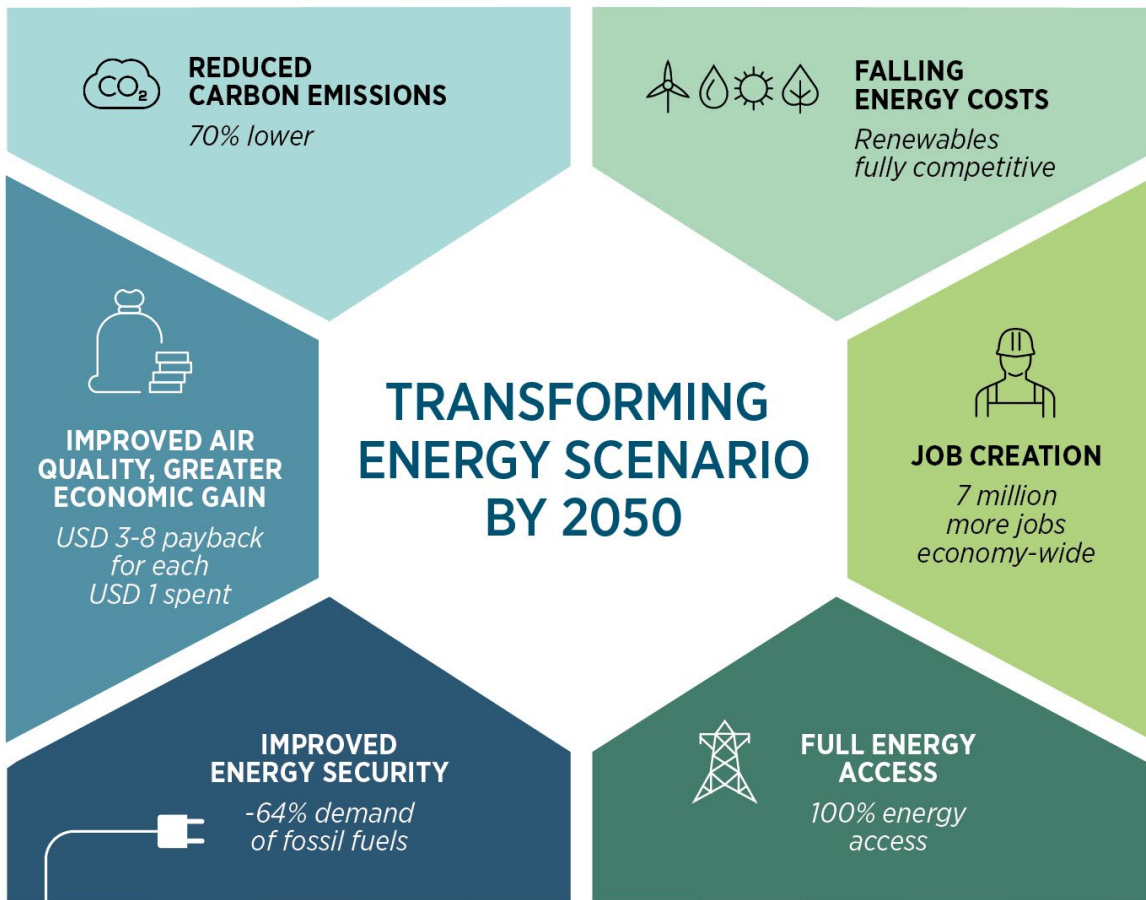 REDUCED
CARBON EMISSIONS
70% lower
CO₂
FALLING
ENERGY COSTS
Renewables
fully competitive
IMPROVED AIR
QUALITY, GREATER
ECONOMIC GAIN
USD 3-8 payback
for each
USD 1 spent
TRANSFORMING
ENERGY SCENARIO
BY 2050
JOB CREATION
7 million
more jobs
economy-wide
IMPROVED
ENERGY SECURITY
-64% demand
of fossil fuels
FULL ENERGY
ACCESS
100% energy
access